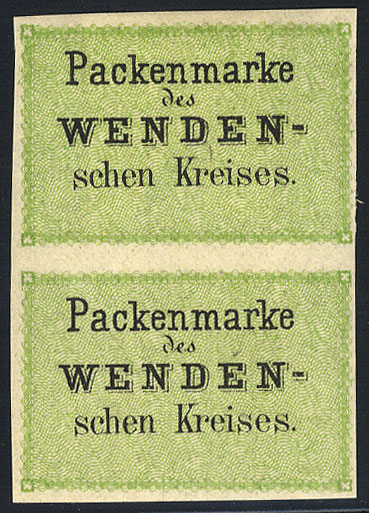 Packenmarke
des
WENDEN-
schen Kreises.
Packenmarke
des
WENDEN-
schen Kreises.